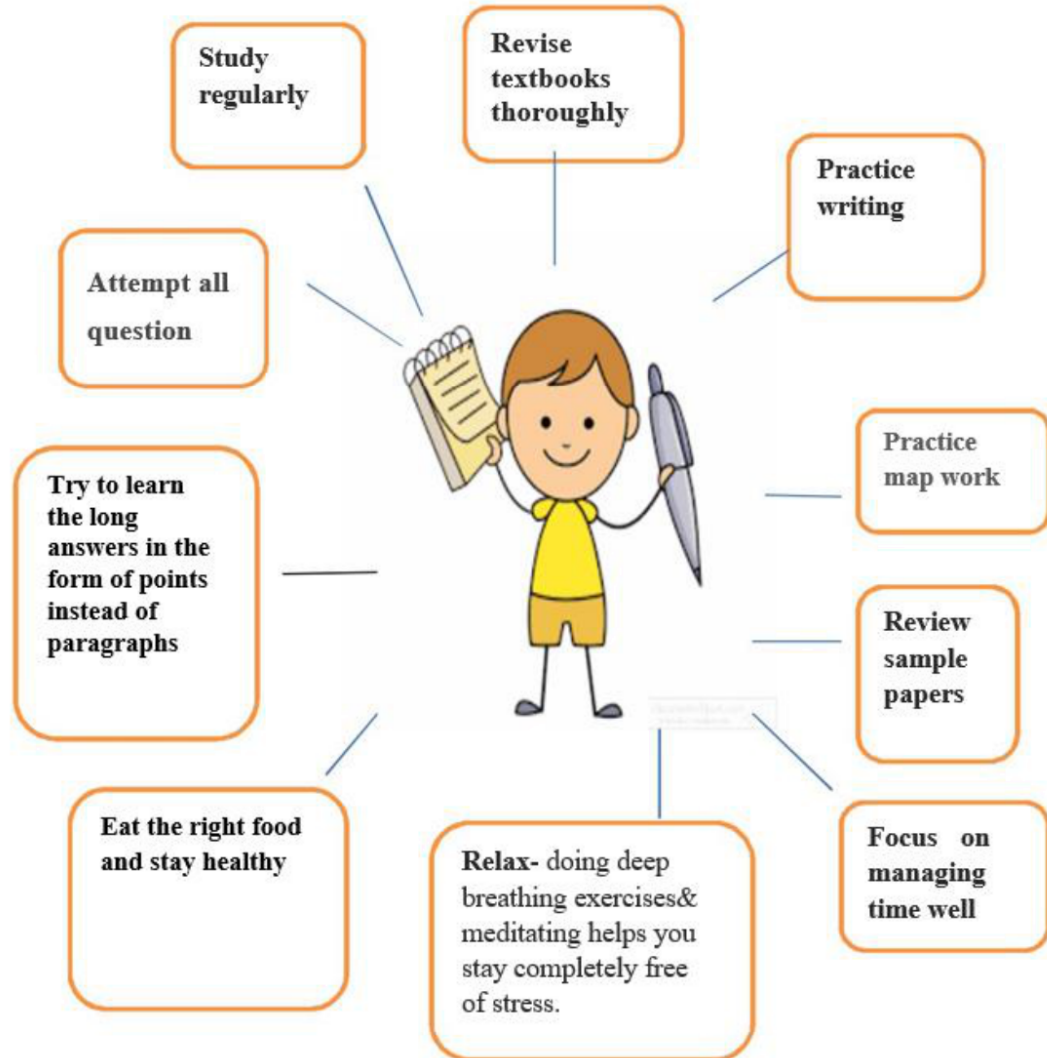 Study
regularly
Revise
textbooks
thoroughly
Practice
writing
Attempt all
question
Practice
map work
Try to learn
the long
answers in the
form of points
instead of
paragraphs
Review
sample
papers
Eat the right food
and stay healthy
Relax- doing deep
breathing exercises&
meditating helps you
stay completely free
of stress.
Focus on
managing
time well